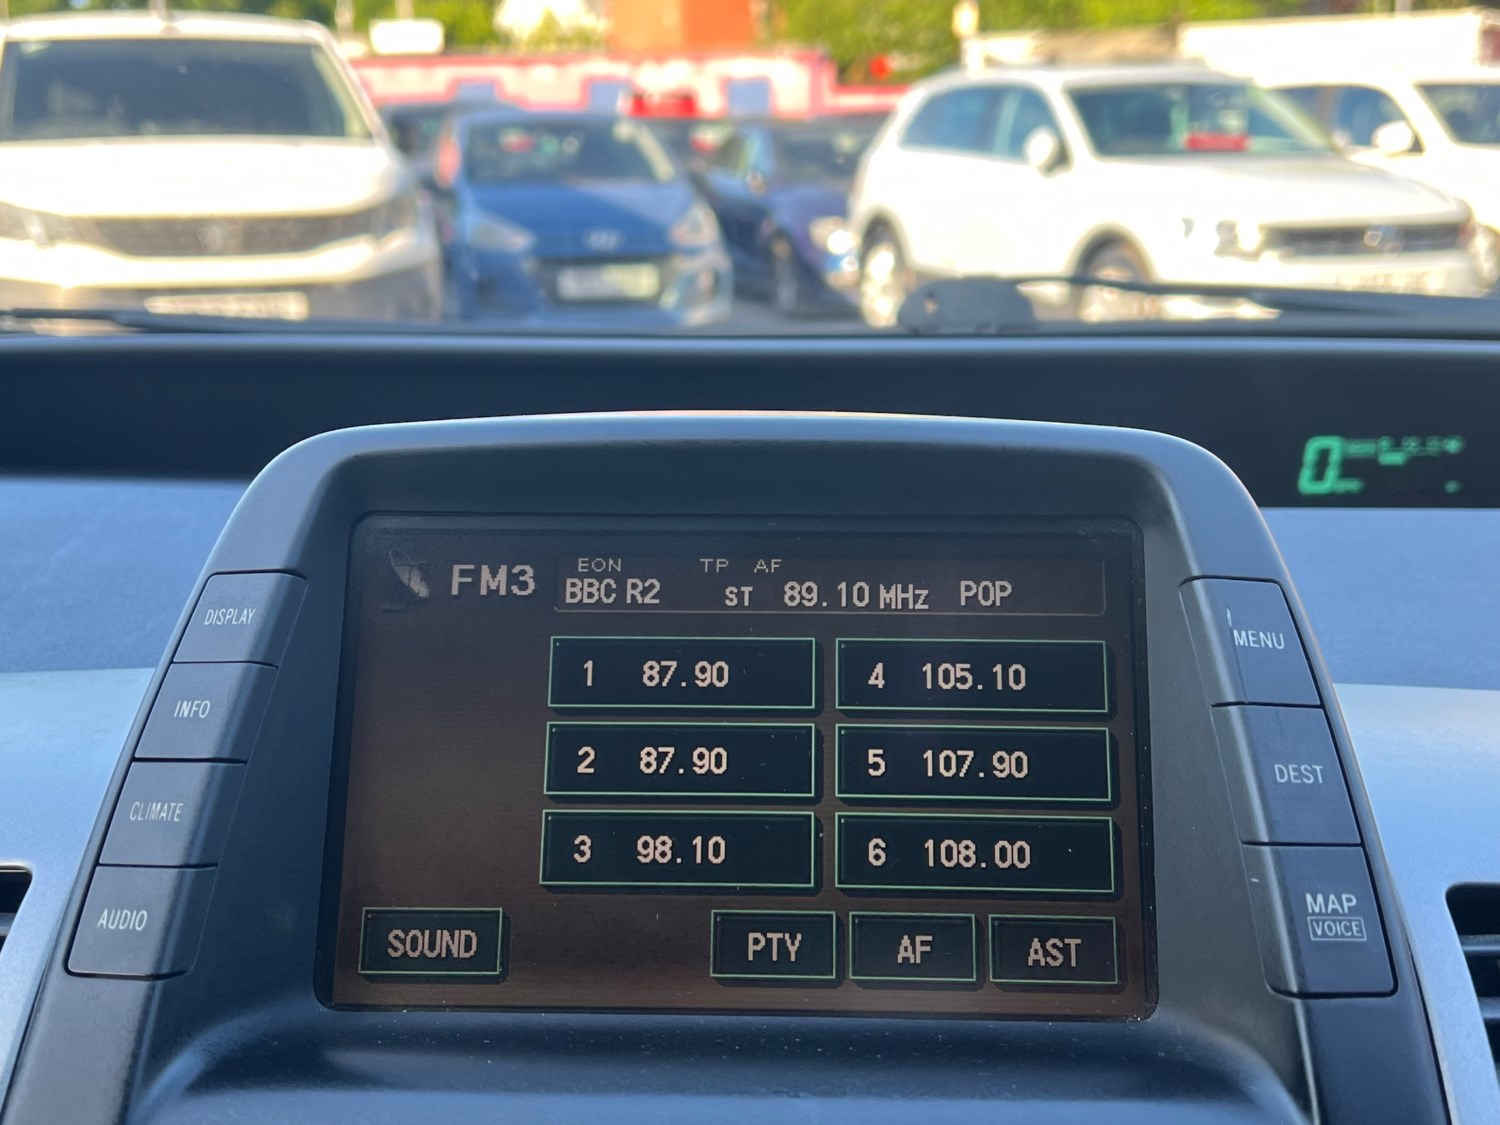 0
EON TP AF
FM3 BBC R2 ST 89.10 MHz POP
DISPLAY
INFO
CLIMATE
AUDIO
1 87.90
4 105.10
2 87.90
5 107.90
3 98.10
6 108.00
SOUND PTY AF AST
MENU
DEST
MAP
VOICE